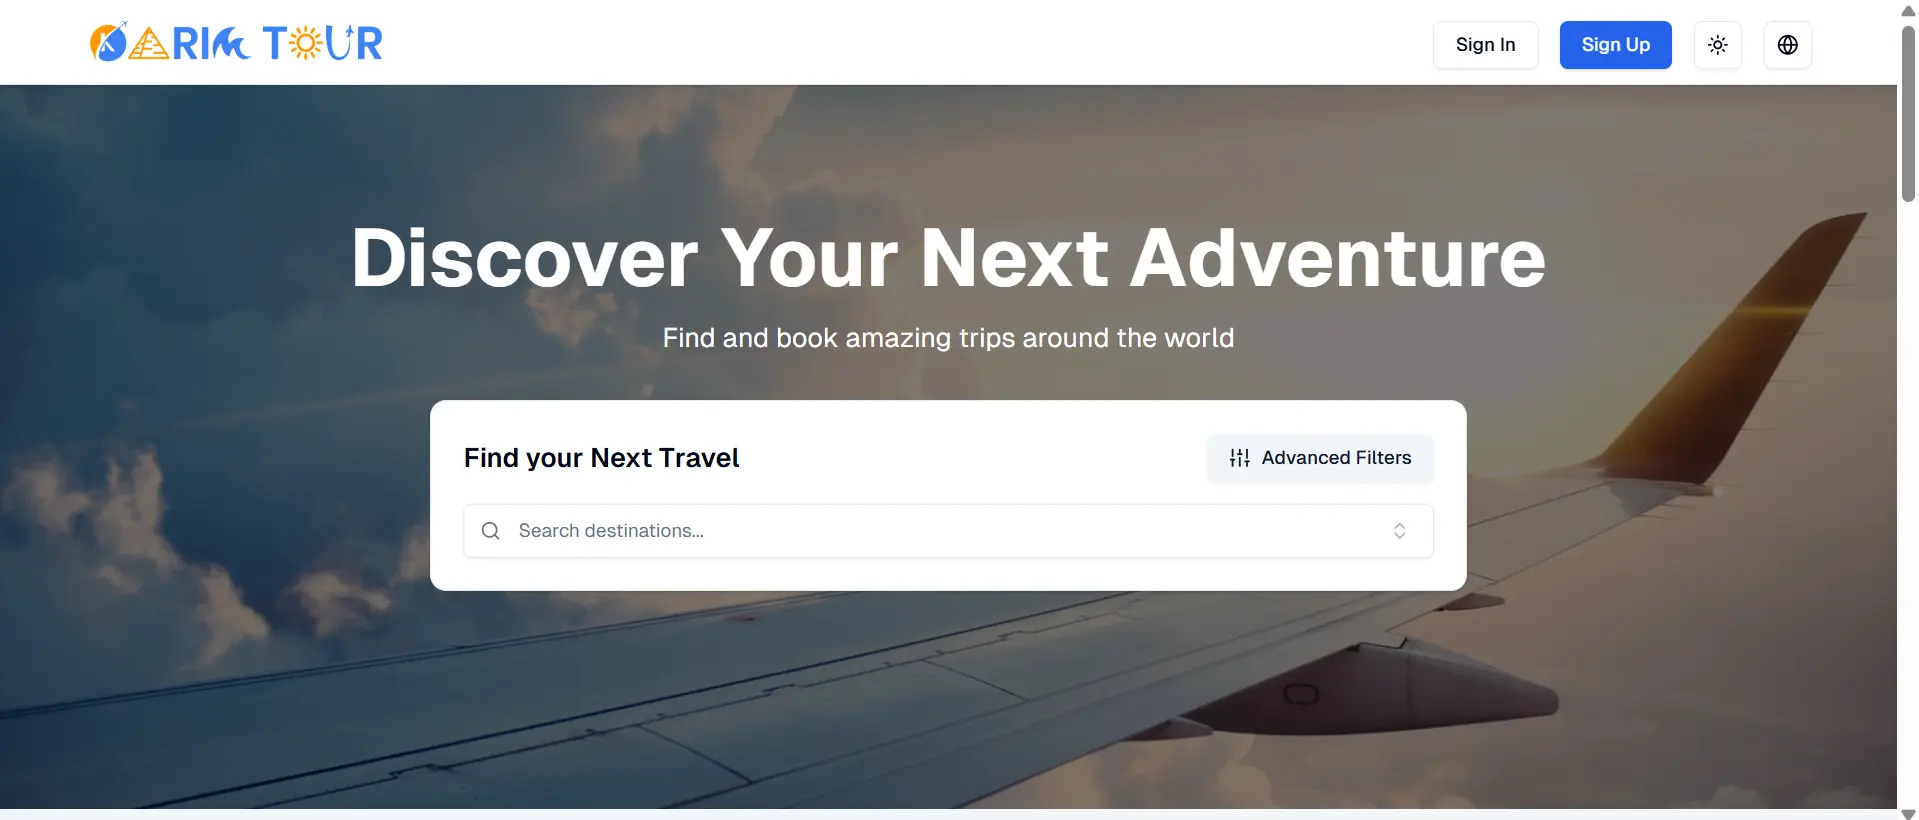 KARIM TOUR
Sign In
Sign Up
Discover Your Next Adventure
Find and book amazing trips around the world
Find your Next Travel
Advanced Filters
Search destinations...